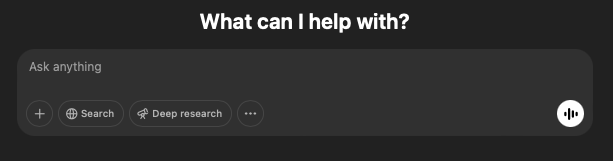 What can I help with?
Ask anything
Search
Deep research